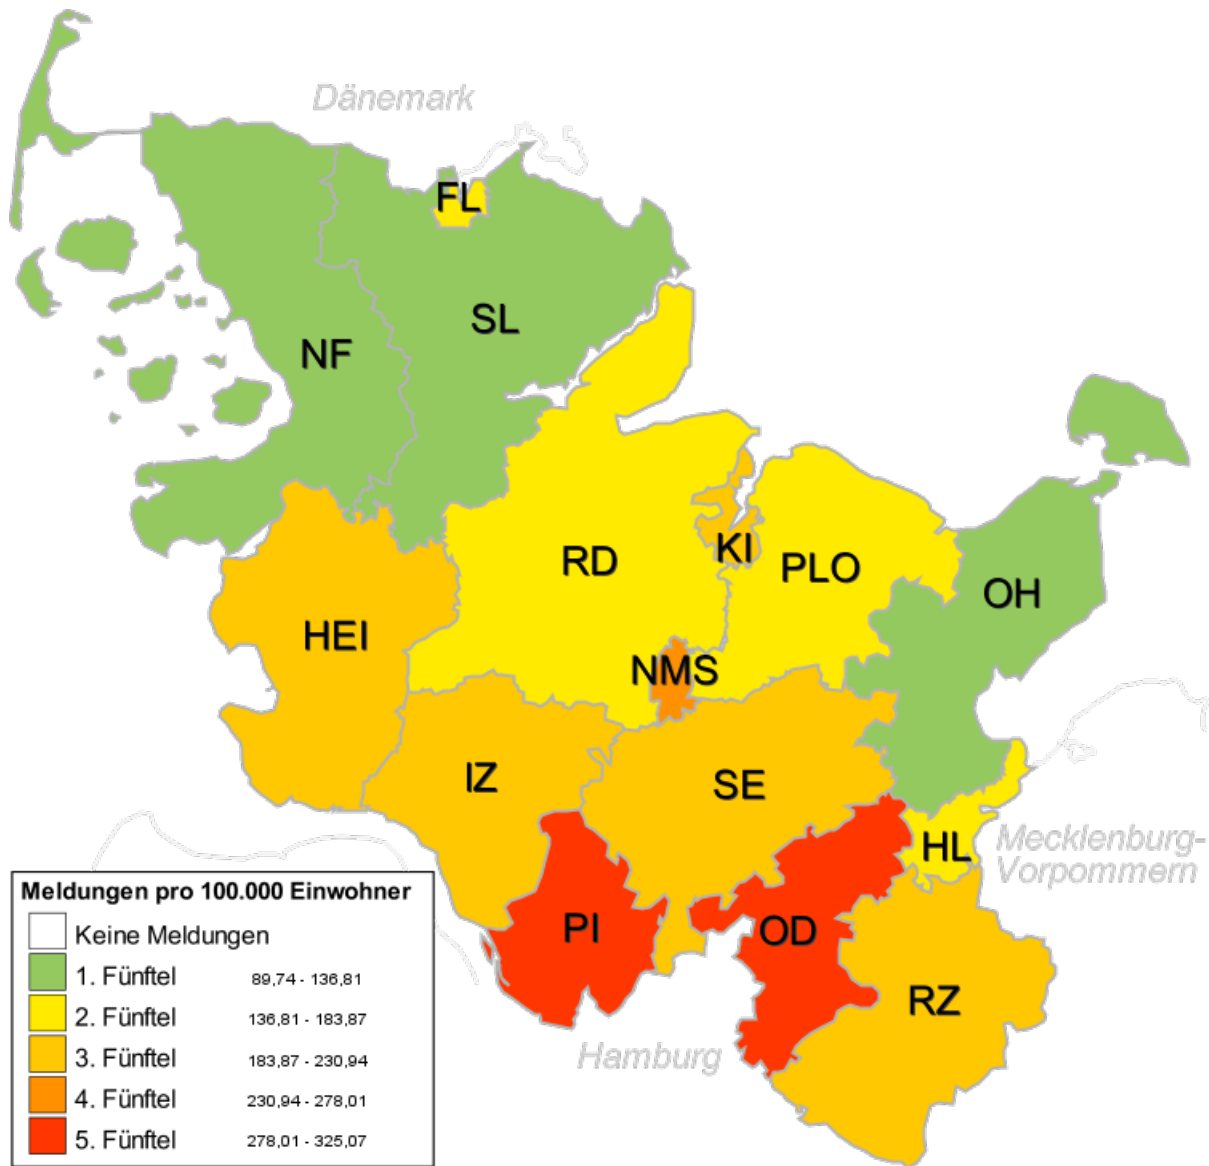 Dänemark
FL
SL
NF
RD
KI
PLO
OH
HEI
NMS
IZ
SE
HL
Mecklenburg-
Vorpommern
PI
OD
RZ
Hamburg
Meldungen pro 100.000 Einwohner
Keine Meldungen
1. Fünftel 89,74 - 136,81
2. Fünftel 136,81 - 183,87
3. Fünftel 183,87 - 230,94
4. Fünftel 230,94 - 278,01
5. Fünftel 278,01 - 325,07